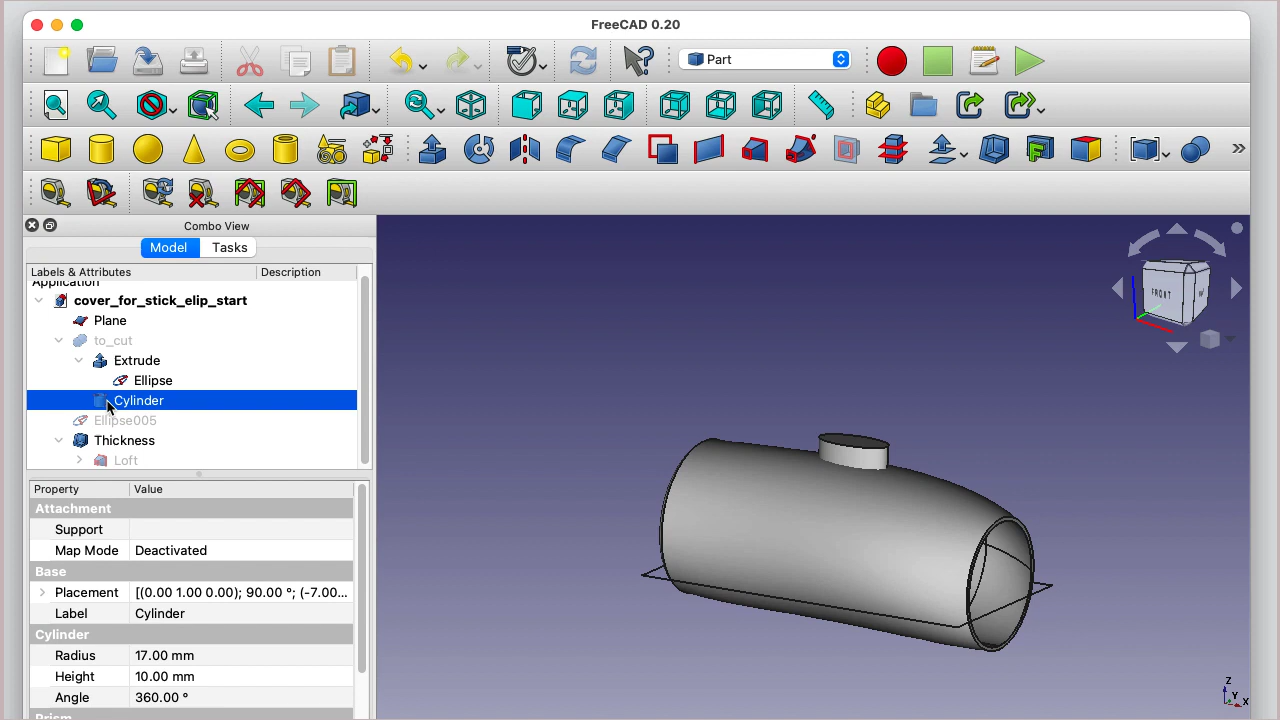 FreeCAD 0.20
Part
Combo View
Model Tasks
Labels & Attributes Description
Application
cover_for_stick_elip_start
Plane
to_cut
Extrude
Ellipse
Cylinder
Ellipse005
Thickness
Loft
Property Value
Attachment
Support
Map Mode Deactivated
Base
Placement [(0.00 1.00 0.00); 90.00 °; (-7.00...
Label Cylinder
Cylinder
Radius 17.00 mm
Height 10.00 mm
Angle 360.00 °
Prism
FRONT
Z
Y
X